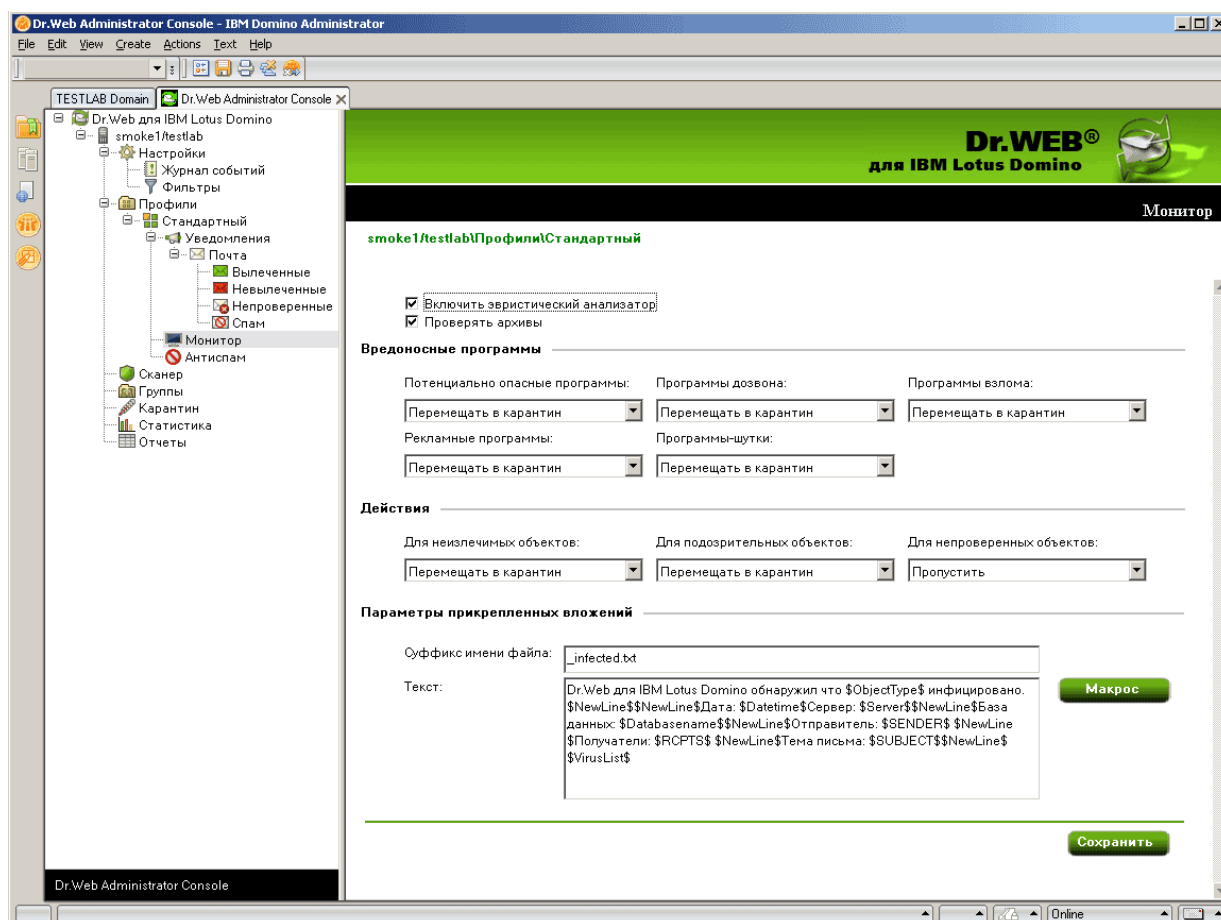 Dr.Web Administrator Console - IBM Domino Administrator
File Edit View Create Actions Text Help
TESTLAB Domain
Dr.Web Administrator Console
Dr.Web для IBM Lotus Domino
smoke1/testlab
Настройки
Журнал событий
Фильтры
Профили
Стандартный
Уведомления
Почта
Вылеченные
Невылеченные
Непроверенные
Спам
Монитор
Антиспам
Сканер
Группы
Карантин
Статистика
Отчеты
Dr.Web Administrator Console
Dr.WEB®
для IBM Lotus Domino
Монитор
smoke1/testlab\Профили\Стандартный
Включить эвристический анализатор
Проверять архивы
Вредоносные программы
Потенциально опасные программы: Программы дозвона: Программы взлома:
Перемещать в карантин Перемещать в карантин Перемещать в карантин
Рекламные программы: Программы-шутки:
Перемещать в карантин Перемещать в карантин
Действия
Для неизлечимых объектов: Для подозрительных объектов: Для непроверенных объектов:
Перемещать в карантин Перемещать в карантин Пропустить
Параметры прикрепленных вложений
Суффикс имени файла: _infected.txt
Текст:
Dr.Web для IBM Lotus Domino обнаружил что $ObjectType$ инфицировано.
$NewLine$$NewLine$Дата: $Datetime$Сервер: $Server$$NewLine$База
данных: $Databasename$$NewLine$Отправитель: $SENDER$ $NewLine
$Получатели: $RCPTS$ $NewLine$Тема письма: $SUBJECT$$NewLine$
$VirusList$
Макрос
Сохранить
Online